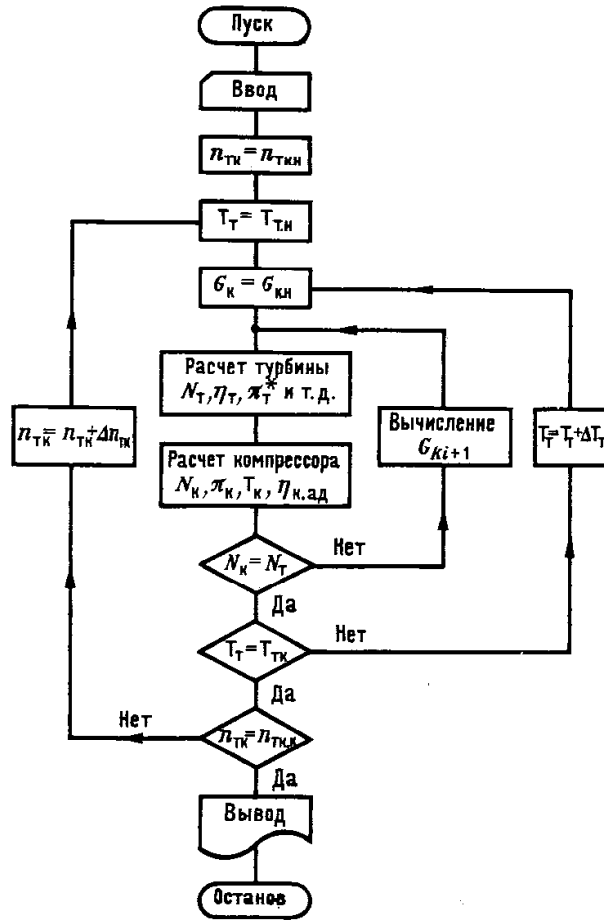 Пуск
Ввод
n_тк = n_ткн
T_т = T_т.н
G_к = G_кн
Расчет турбины
N_т, η_т, π_т* и т.д.
Расчет компрессора
N_к, π_к, T_к, η_к.ад
n_тк = n_тк + Δn_тк
Вычисление
G_Ki+1
T_т = T_т + ΔT_т
N_к = N_т
Нет
Да
T_т = T_тк
Нет
Да
n_тк = n_тк.к
Нет
Да
Вывод
Останов